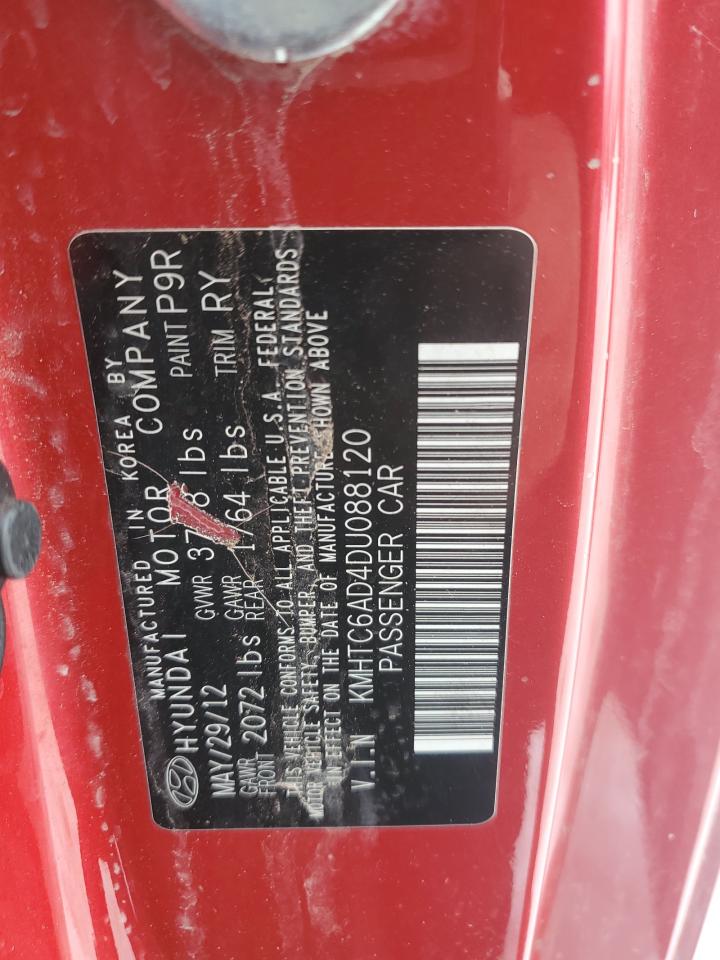 MANUFACTURED IN KOREA BY
HYUNDAI MOTOR COMPANY
MAY/29/12 GVWR lbs PAINT P9R
GAWR FRONT 2072 lbs GAWR REAR lbs TRIM RY
THIS VEHICLE CONFORMS TO ALL APPLICABLE U.S.A. FEDERAL
MOTOR VEHICLE SAFETY, BUMPER, AND THEFT PREVENTION STANDARDS
IN EFFECT ON THE DATE OF MANUFACTURE SHOWN ABOVE
V.I.N KMHTC6AD4DU088120
PASSENGER CAR